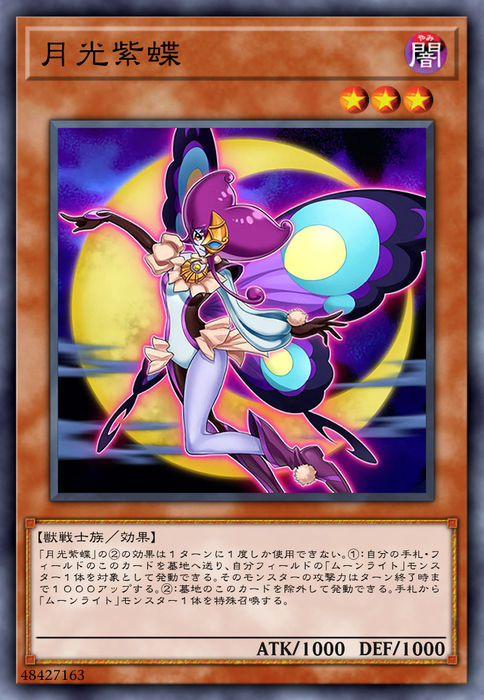 月光紫蝶
やみ
闇
【獣戦士族／効果】
「月光紫蝶」の②の効果は１ターンに１度しか使用できない。①：自分の手札・フ
ィールドのこのカードを墓地へ送り、自分フィールドの「ムーンライト」モンス
ター１体を対象として発動できる。そのモンスターの攻撃力はターン終了時ま
で１０００アップする。②：墓地のこのカードを除外して発動できる。手札から
「ムーンライト」モンスター１体を特殊召喚する。
ATK/1000 DEF/1000
48427163